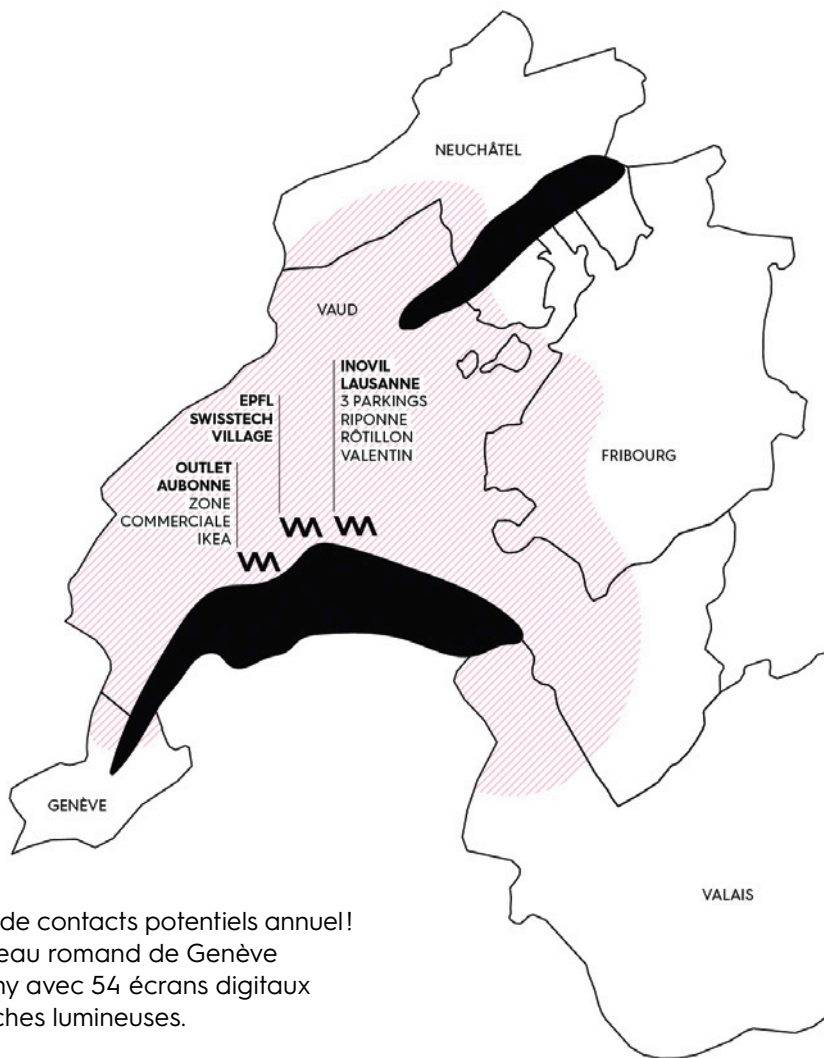 NEUCHÂTEL
VAUD
INOVIL
LAUSANNE
3 PARKINGS
RIPONNE
RÔTILLON
VALENTIN
EPFL
SWISSTECH
VILLAGE
OUTLET
AUBONNE
ZONE
COMMERCIALE
IKEA
FRIBOURG
GENÈVE
VALAIS
de contacts potentiels annuel!
eau romand de Genève
ny avec 54 écrans digitaux
ches lumineuses.